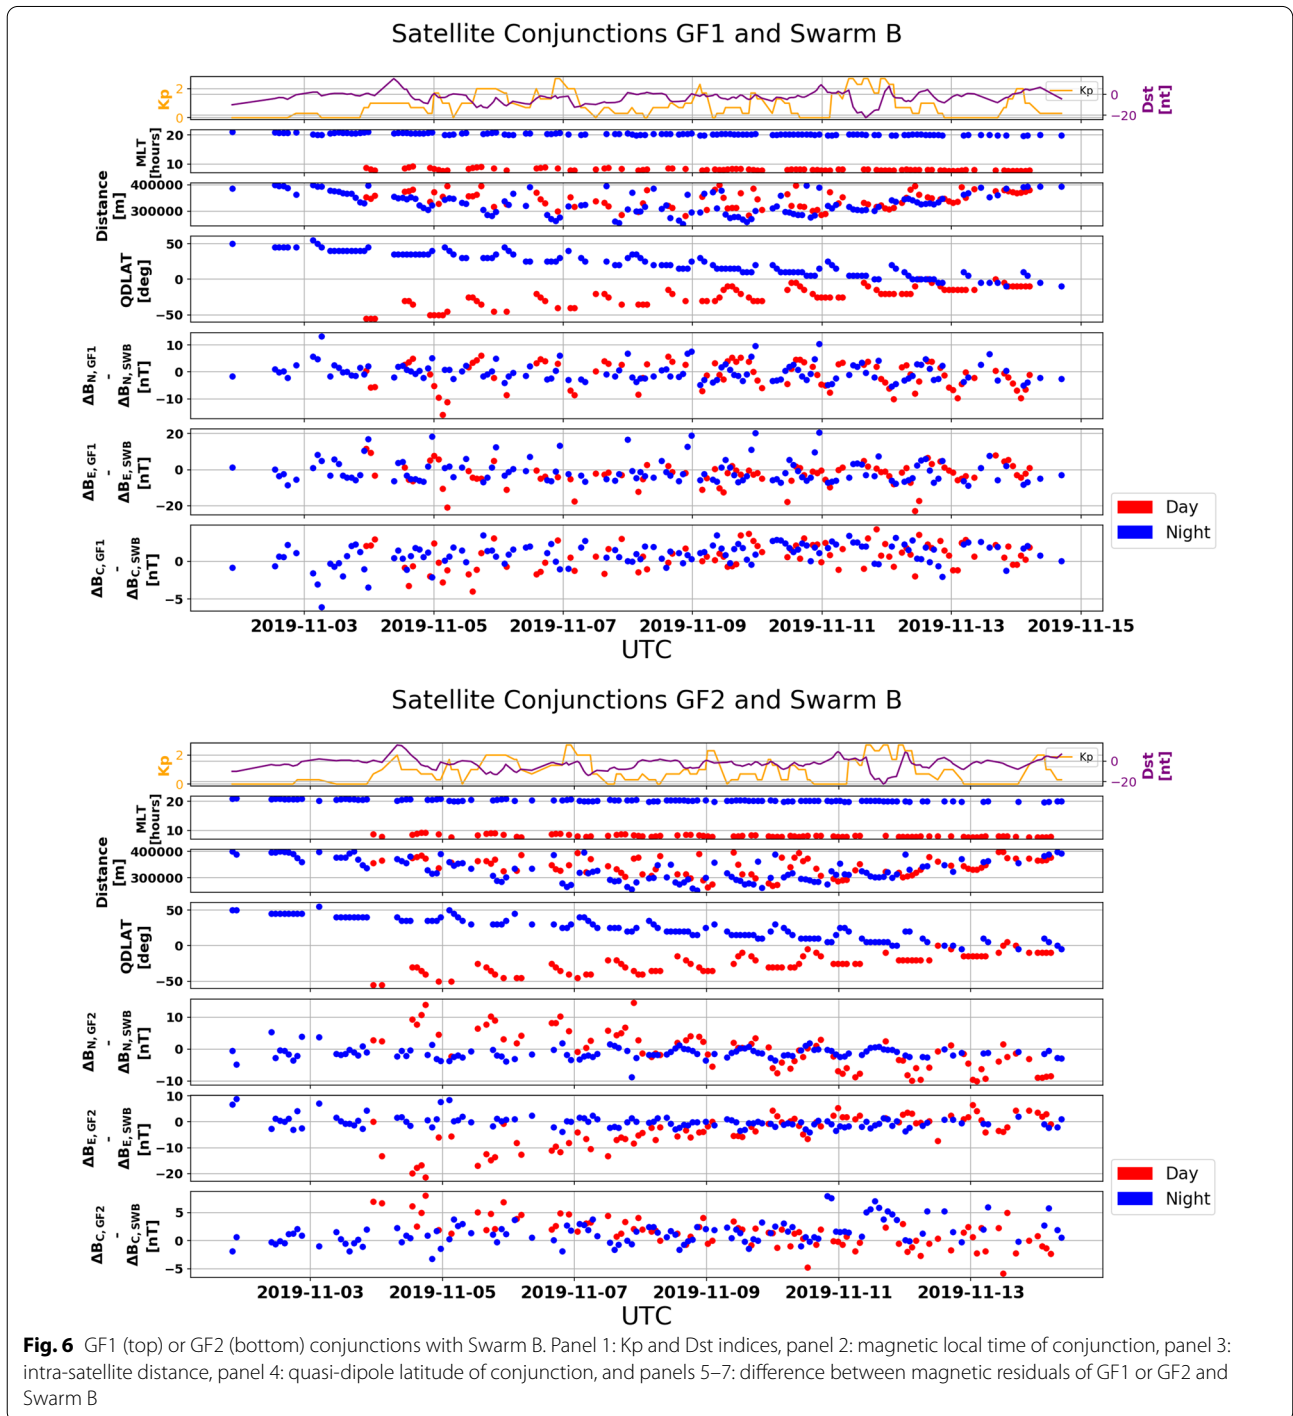 Satellite Conjunctions GF1 and Swarm B
Kp
2
0
Kp
0
−20
Dst
[nt]
MLT
[hours]
20
10
Distance
[m]
400000
300000
QDLAT
[deg]
50
0
−50
ΔB_N,GF1
-
ΔB_N,SWB
[nT]
10
0
−10
ΔB_E,GF1
-
ΔB_E,SWB
[nT]
20
0
−20
ΔB_C,GF1
-
ΔB_C,SWB
[nT]
0
−5
Day
Night
2019-11-03 2019-11-05 2019-11-07 2019-11-09 2019-11-11 2019-11-13 2019-11-15
UTC
Satellite Conjunctions GF2 and Swarm B
Kp
2
0
Kp
0
−20
Dst
[nt]
MLT
[hours]
20
10
Distance
[m]
400000
300000
QDLAT
[deg]
50
0
−50
ΔB_N,GF2
-
ΔB_N,SWB
[nT]
10
0
−10
ΔB_E,GF2
-
ΔB_E,SWB
[nT]
10
0
−10
−20
ΔB_C,GF2
-
ΔB_C,SWB
[nT]
5
0
−5
Day
Night
2019-11-03 2019-11-05 2019-11-07 2019-11-09 2019-11-11 2019-11-13
UTC
Fig. 6 GF1 (top) or GF2 (bottom) conjunctions with Swarm B. Panel 1: Kp and Dst indices, panel 2: magnetic local time of conjunction, panel 3:
intra-satellite distance, panel 4: quasi-dipole latitude of conjunction, and panels 5–7: difference between magnetic residuals of GF1 or GF2 and
Swarm B